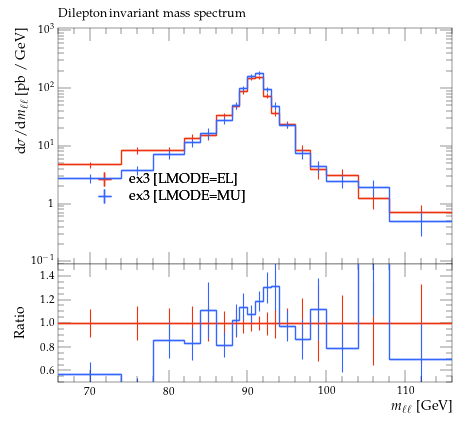 Dilepton invariant mass spectrum
dσ/dm_ℓℓ [pb / GeV]
10³
10²
10¹
1
10⁻¹
ex3 [LMODE=EL]
ex3 [LMODE=MU]
Ratio
1.4
1.2
1.0
0.8
0.6
70 80 90 100 110
m_ℓℓ [GeV]